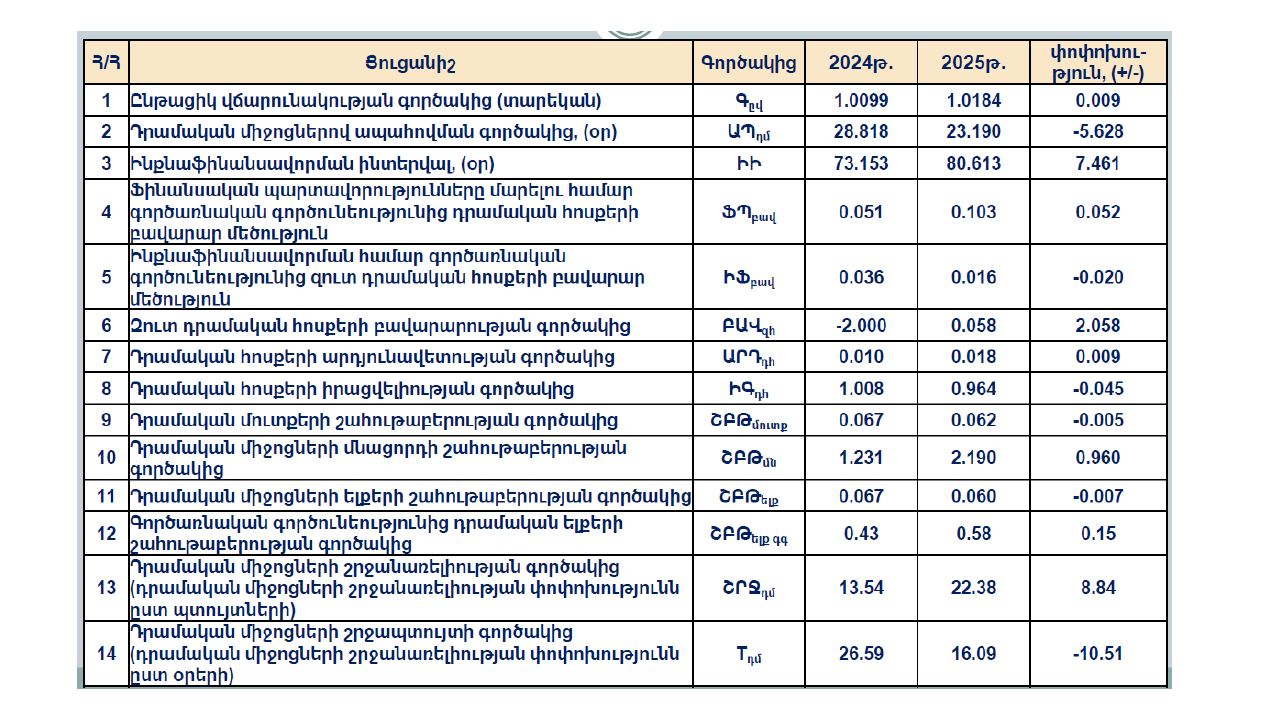 Հ/Հ Ցուցանիշ Գործակից 2024թ. 2025թ. փոփոխու-
թյուն, (+/-)
1 Ընթացիկ վճարունակության գործակից (տարեկան) Գըվ 1.0099 1.0184 0.009
2 Դրամական միջոցներով ապահովման գործակից, (օր) ԱՊդմ 28.818 23.190 -5.628
3 Ինքնաֆինանսավորման ինտերվալ, (օր) ԻԻ 73.153 80.613 7.461
Ֆինանսական պարտավորությունները մարելու համար
4 գործառնական գործունեությունից դրամական հոսքերի ՖՊբավ 0.051 0.103 0.052
բավարար մեծություն
Ինքնաֆինանսավորման համար գործառնական
5 գործունեությունից զուտ դրամական հոսքերի բավարար ԻՖբավ 0.036 0.016 -0.020
մեծություն
6 Զուտ դրամական հոսքերի բավարարության գործակից ԲԱՎզհ -2.000 0.058 2.058
7 Դրամական հոսքերի արդյունավետության գործակից ԱՐԴդհ 0.010 0.018 0.009
8 Դրամական հոսքերի իրացվելիության գործակից ԻԳդհ 1.008 0.964 -0.045
9 Դրամական մուտքերի շահութաբերության գործակից ՇԲԹմուտք 0.067 0.062 -0.005
10 Դրամական միջոցների մնացորդի շահութաբերության ՇԲԹմն 1.231 2.190 0.960
գործակից
11 Դրամական միջոցների ելքերի շահութաբերության գործակից ՇԲԹելք 0.067 0.060 -0.007
12 Գործառնական գործունեությունից դրամական ելքերի ՇԲԹելք գգ 0.43 0.58 0.15
շահութաբերության գործակից
Դրամական միջոցների շրջանառելիության գործակից
13 (դրամական միջոցների շրջանառելիության փոփոխությունն ՇՐՋդմ 13.54 22.38 8.84
ըստ պտույտների)
Դրամական միջոցների շրջապտույտի գործակից
14 (դրամական միջոցների շրջանառելիության փոփոխությունն Tդմ 26.59 16.09 -10.51
ըստ օրերի)